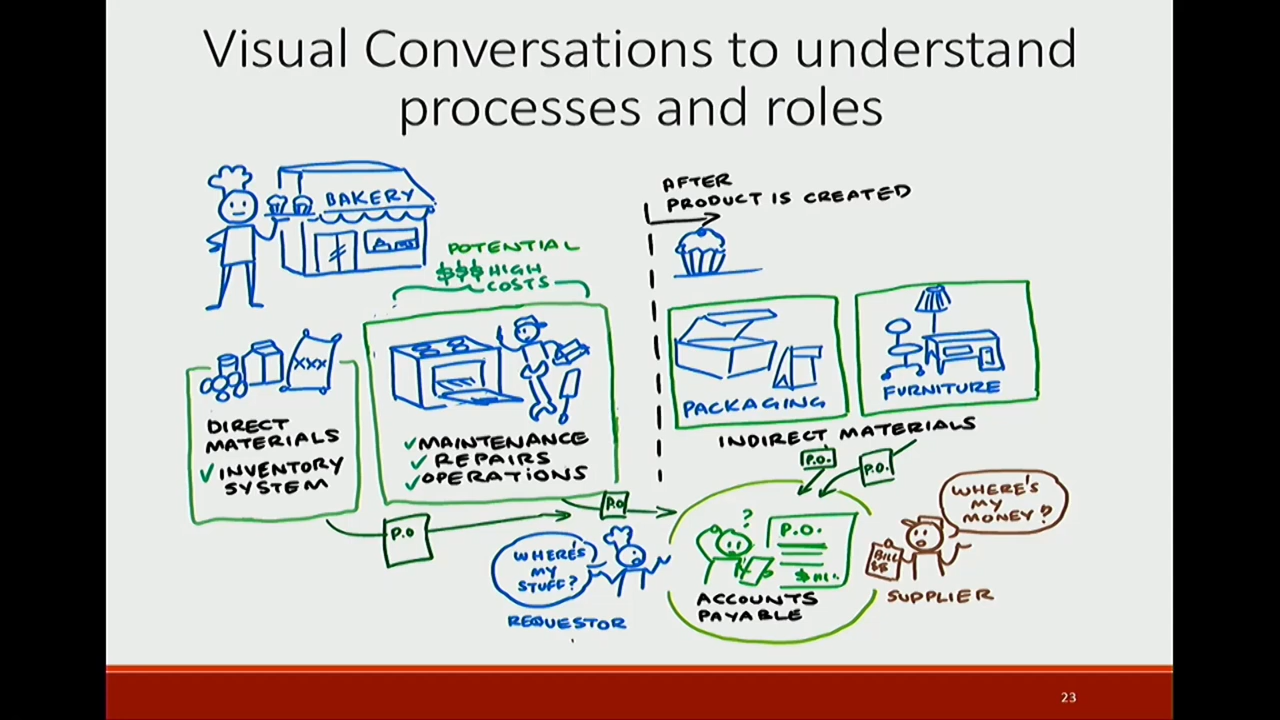 Visual Conversations to understand
processes and roles
BAKERY
POTENTIAL
$$$ HIGH
COSTS
AFTER
PRODUCT IS CREATED
XXX
DIRECT
MATERIALS
✓ INVENTORY
SYSTEM
✓ MAINTENANCE
✓ REPAIRS
✓ OPERATIONS
PACKAGING
FURNITURE
INDIRECT MATERIALS
P.O.
P.O.
P.O
P.O
WHERE'S
MY
STUFF?
REQUESTOR
?
P.O.
ACCOUNTS
PAYABLE
WHERE'S
MY
MONEY?
BILL
$$
SUPPLIER
23